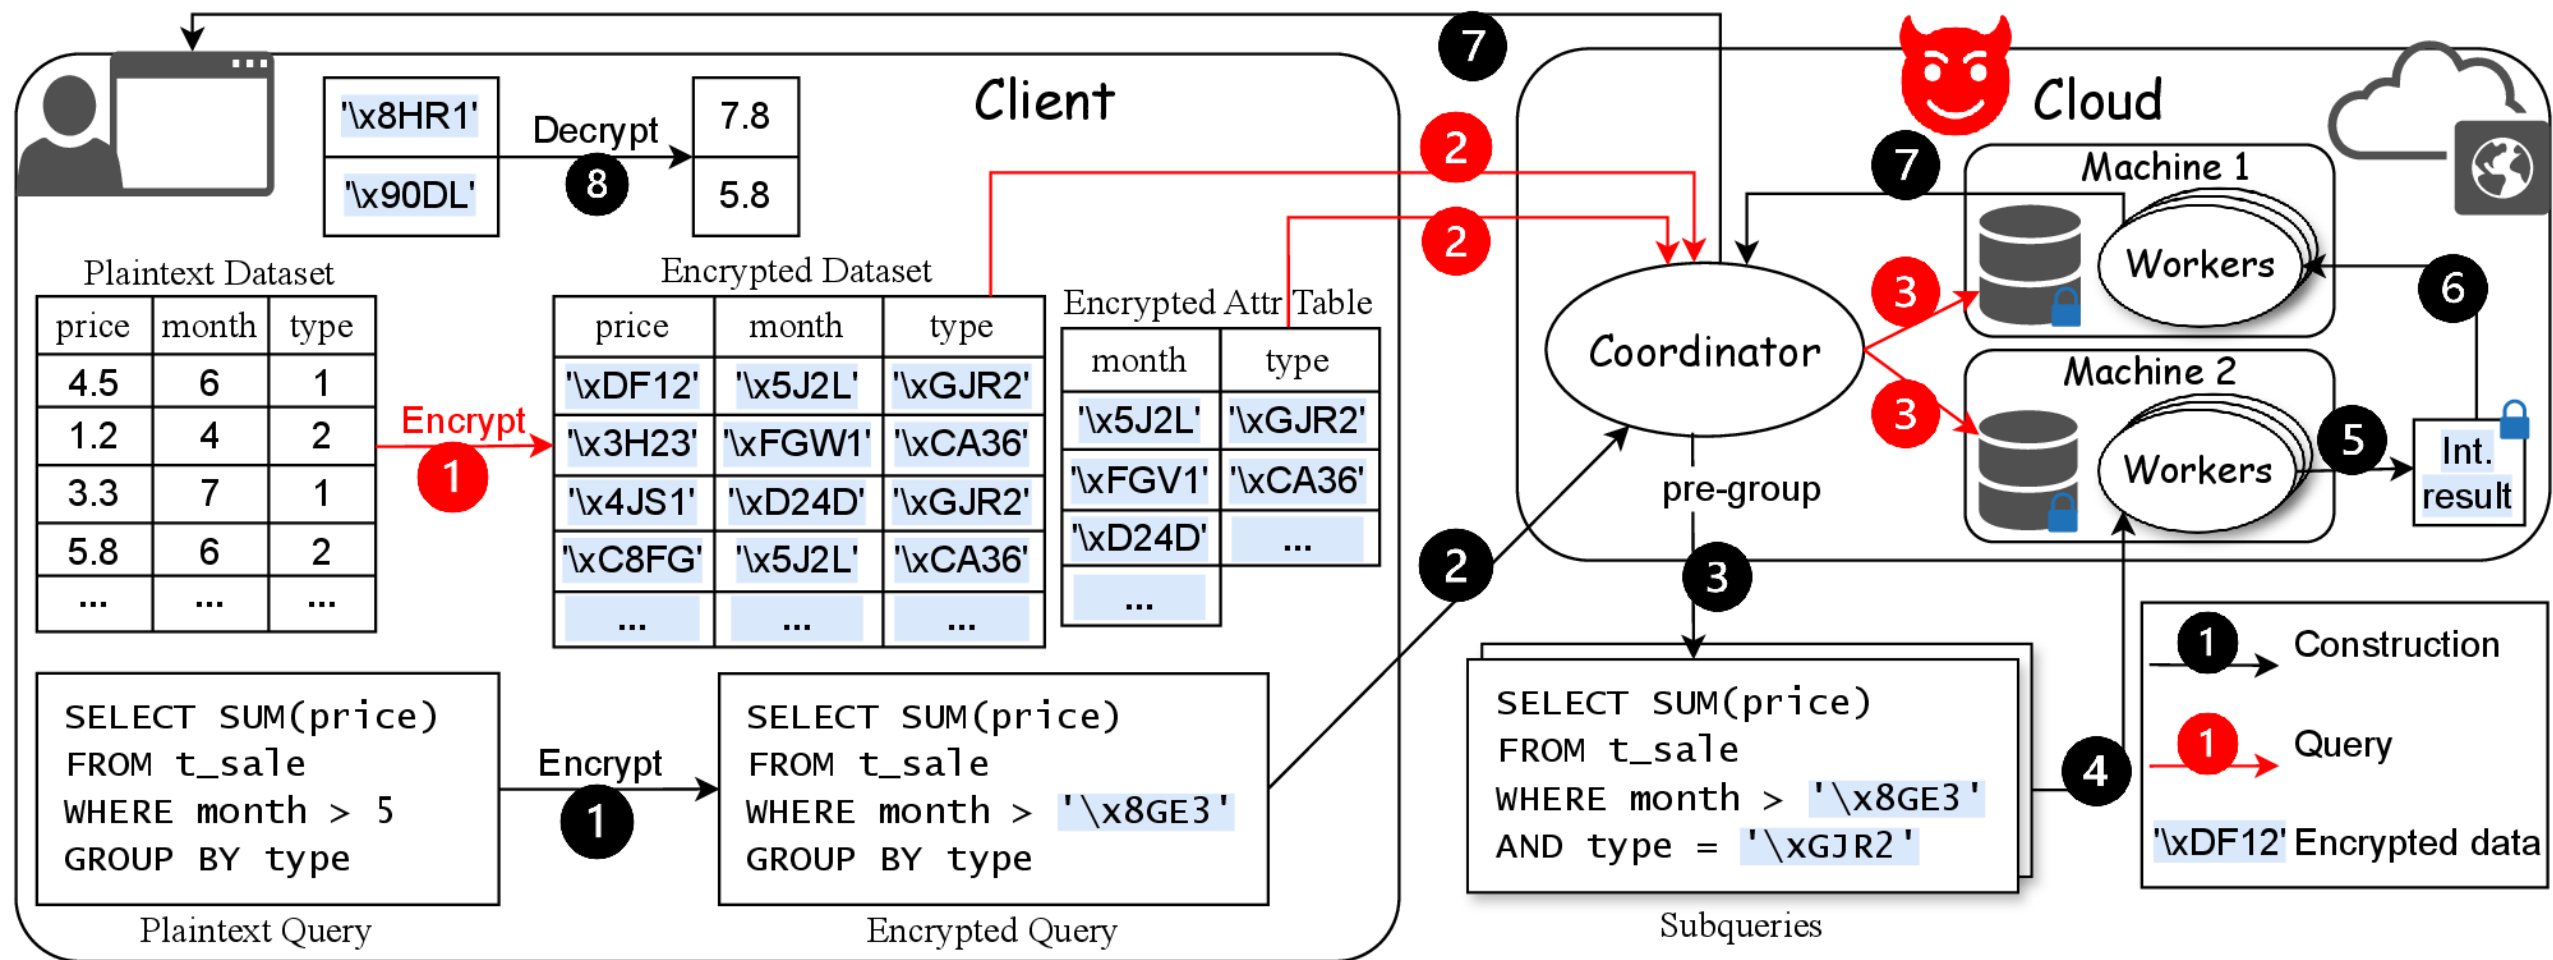 7
Client
Cloud
'\x8HR1'
Decrypt
7.8
8
'\x90DL'
5.8
2
2
7
Machine 1
Workers
Plaintext Dataset
price month type
4.5 6 1
1.2 4 2
3.3 7 1
5.8 6 2
... ... ...
Encrypt
1
Encrypted Dataset
price month type
'\xDF12' '\x5J2L' '\xGJR2'
'\x3H23' '\xFGW1' '\xCA36'
'\x4JS1' '\xD24D' '\xGJR2'
'\xC8FG' '\x5J2L' '\xCA36'
... ... ...
Encrypted Attr Table
month type
'\x5J2L' '\xGJR2'
'\xFGV1' '\xCA36'
'\xD24D' ...
...
Coordinator
3
3
6
Machine 2
Workers
5
Int.
result
pre-group
2
3
SELECT SUM(price)
FROM t_sale
WHERE month > 5
GROUP BY type
Plaintext Query
Encrypt
1
SELECT SUM(price)
FROM t_sale
WHERE month > '\x8GE3'
GROUP BY type
Encrypted Query
SELECT SUM(price)
FROM t_sale
WHERE month > '\x8GE3'
AND type = '\xGJR2'
Subqueries
4
1 Construction
1 Query
'\xDF12' Encrypted data